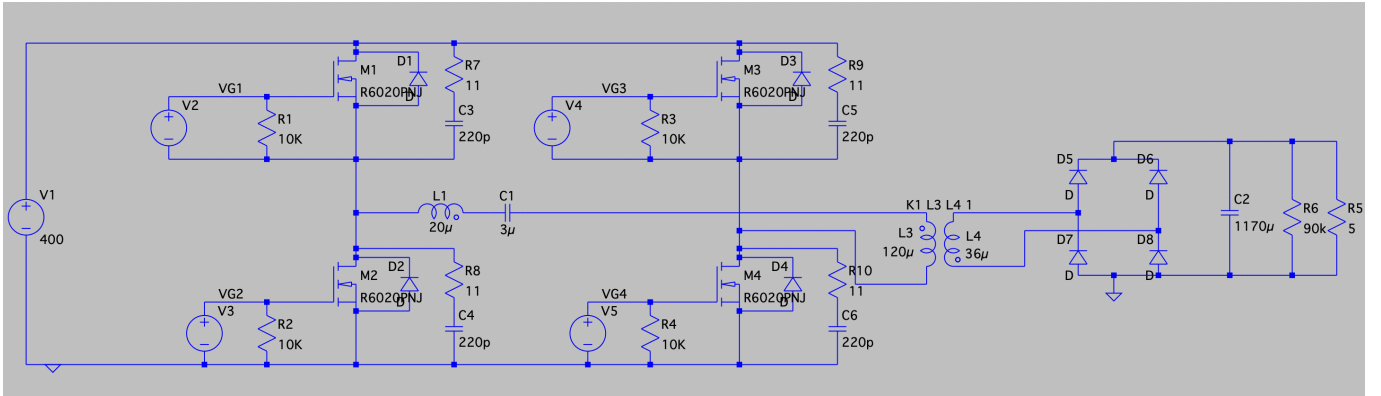 V1
400
V2
VG1
R1
10K
M1
R6020PNJ
D1
D
R7
11
C3
220p
V4
VG3
R3
10K
M3
R6020PNJ
D3
D
R9
11
C5
220p
L1
20µ
C1
3µ
V3
VG2
R2
10K
M2
R6020PNJ
D2
D
R8
11
C4
220p
V5
VG4
R4
10K
M4
R6020PNJ
D4
D
R10
11
C6
220p
K1 L3 L4 1
L3
120µ
L4
36µ
D5
D
D6
D
D7
D
D8
D
C2
1170µ
R6
90k
R5
5